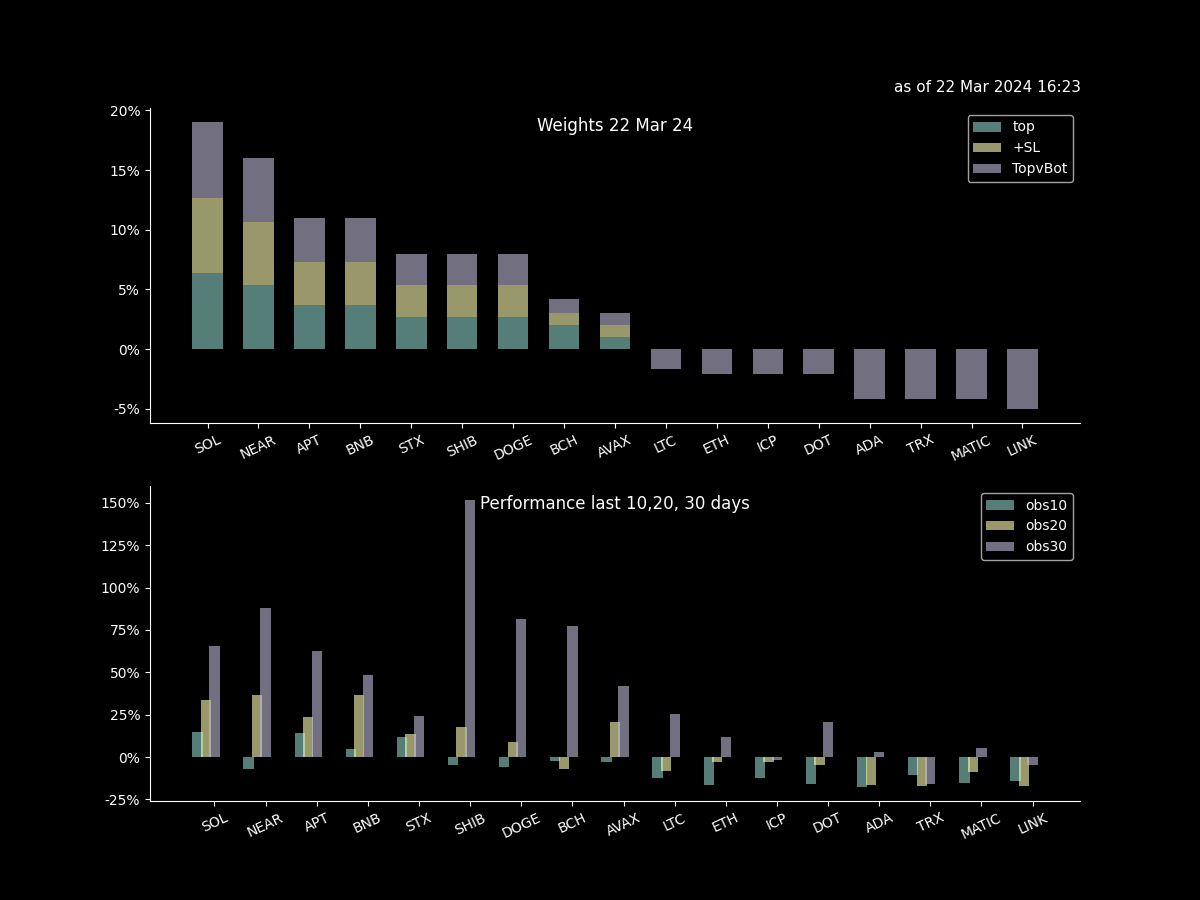 as of 22 Mar 2024 16:23
Weights 22 Mar 24
top
+SL
TopvBot
20%
15%
10%
5%
0%
-5%
SOL NEAR APT BNB STX SHIB DOGE BCH AVAX LTC ETH ICP DOT ADA TRX MATIC LINK
Performance last 10,20, 30 days
obs10
obs20
obs30
150%
125%
100%
75%
50%
25%
0%
-25%
SOL NEAR APT BNB STX SHIB DOGE BCH AVAX LTC ETH ICP DOT ADA TRX MATIC LINK